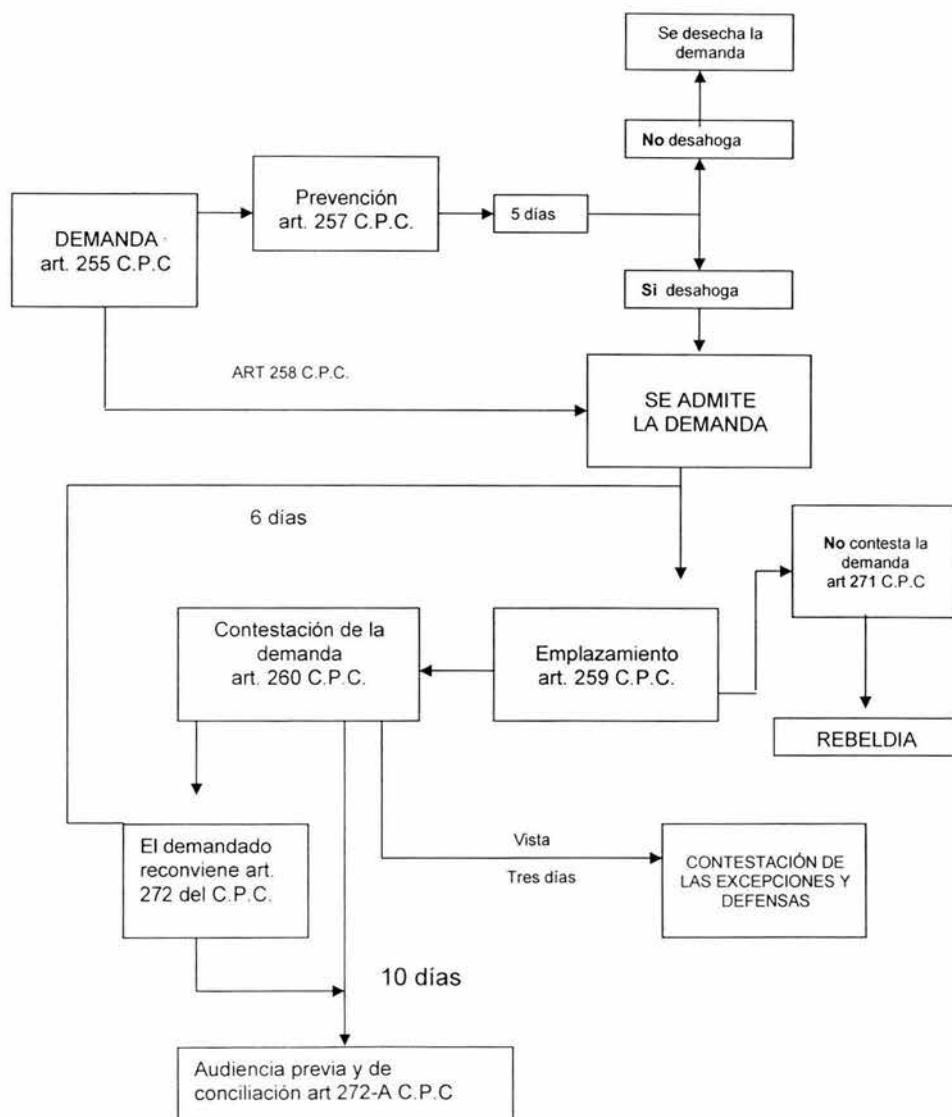 Se desecha la
demanda
No desahoga
Prevención
art. 257 C.P.C.
5 días
DEMANDA
art. 255 C.P.C
Si desahoga
ART 258 C.P.C.
SE ADMITE
LA DEMANDA
6 días
No contesta la
demanda
art 271 C.P.C
Contestación de la
demanda
art. 260 C.P.C.
Emplazamiento
art. 259 C.P.C.
REBELDIA
El demandado
reconviene art.
272 del C.P.C.
Vista
Tres días
CONTESTACIÓN DE
LAS EXCEPCIONES Y
DEFENSAS
10 días
Audiencia previa y de
conciliación art 272-A C.P.C